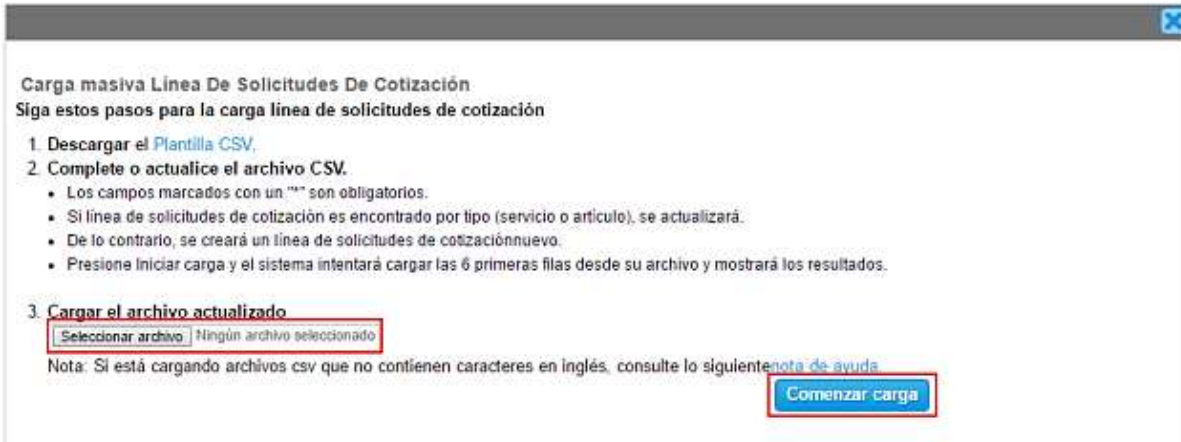 Carga masiva Línea De Solicitudes De Cotización
Siga estos pasos para la carga línea de solicitudes de cotización
1. Descargar el Plantilla CSV.
2. Complete o actualice el archivo CSV.
• Los campos marcados con un "*" son obligatorios.
• Si línea de solicitudes de cotización es encontrado por tipo (servicio o artículo), se actualizará.
• De lo contrario, se creará un línea de solicitudes de cotizaciónnuevo.
• Presione Iniciar carga y el sistema intentará cargar las 6 primeras filas desde su archivo y mostrará los resultados.
3. Cargar el archivo actualizado
Seleccionar archivo Ningún archivo seleccionado
Nota: Si está cargando archivos csv que no contienen caracteres en inglés, consulte lo siguientenota de ayuda.
Comenzar carga